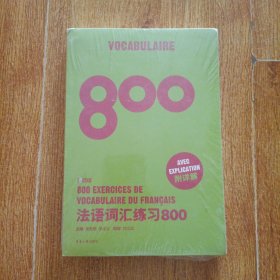 VOCABULAIRE
800
AVEC
EXPLICATION
附详解
800 EXERCICES DE
VOCABULAIRE DU FRANÇAIS
法语词汇练习800